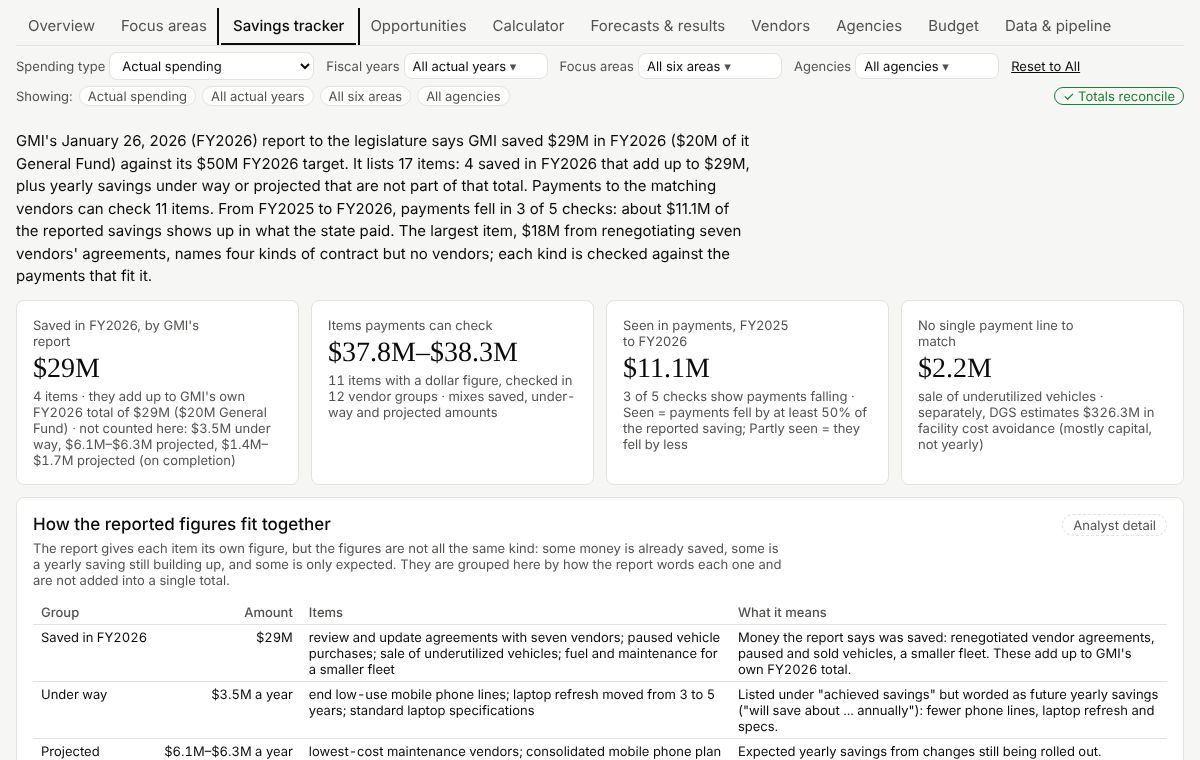 Overview Focus areas Savings tracker Opportunities Calculator Forecasts & results Vendors Agencies Budget Data & pipeline
Spending type Actual spending Fiscal years All actual years ▾ Focus areas All six areas ▾ Agencies All agencies ▾ Reset to All
Showing: Actual spending All actual years All six areas All agencies ✓ Totals reconcile
GMI's January 26, 2026 (FY2026) report to the legislature says GMI saved $29M in FY2026 ($20M of it
General Fund) against its $50M FY2026 target. It lists 17 items: 4 saved in FY2026 that add up to $29M,
plus yearly savings under way or projected that are not part of that total. Payments to the matching
vendors can check 11 items. From FY2025 to FY2026, payments fell in 3 of 5 checks: about $11.1M of
the reported savings shows up in what the state paid. The largest item, $18M from renegotiating seven
vendors' agreements, names four kinds of contract but no vendors; each kind is checked against the
payments that fit it.
Saved in FY2026, by GMI's
report
$29M
4 items · they add up to GMI's own
FY2026 total of $29M ($20M General
Fund) · not counted here: $3.5M under
way, $6.1M–$6.3M projected, $1.4M–
$1.7M projected (on completion)
Items payments can check
$37.8M–$38.3M
11 items with a dollar figure, checked in
12 vendor groups · mixes saved, under-
way and projected amounts
Seen in payments, FY2025
to FY2026
$11.1M
3 of 5 checks show payments falling ·
Seen = payments fell by at least 50% of
the reported saving; Partly seen = they
fell by less
No single payment line to
match
$2.2M
sale of underutilized vehicles ·
separately, DGS estimates $326.3M in
facility cost avoidance (mostly capital,
not yearly)
How the reported figures fit together
Analyst detail
The report gives each item its own figure, but the figures are not all the same kind: some money is already saved, some is
a yearly saving still building up, and some is only expected. They are grouped here by how the report words each one and
are not added into a single total.
Group Amount Items What it means
Saved in FY2026 $29M review and update agreements with seven vendors; paused vehicle Money the report says was saved: renegotiated vendor agreements,
purchases; sale of underutilized vehicles; fuel and maintenance for paused and sold vehicles, a smaller fleet. These add up to GMI's
a smaller fleet own FY2026 total.
Under way $3.5M a year end low-use mobile phone lines; laptop refresh moved from 3 to 5 Listed under "achieved savings" but worded as future yearly savings
years; standard laptop specifications ("will save about ... annually"): fewer phone lines, laptop refresh and
specs.
Projected $6.1M–$6.3M a year lowest-cost maintenance vendors; consolidated mobile phone plan Expected yearly savings from changes still being rolled out.